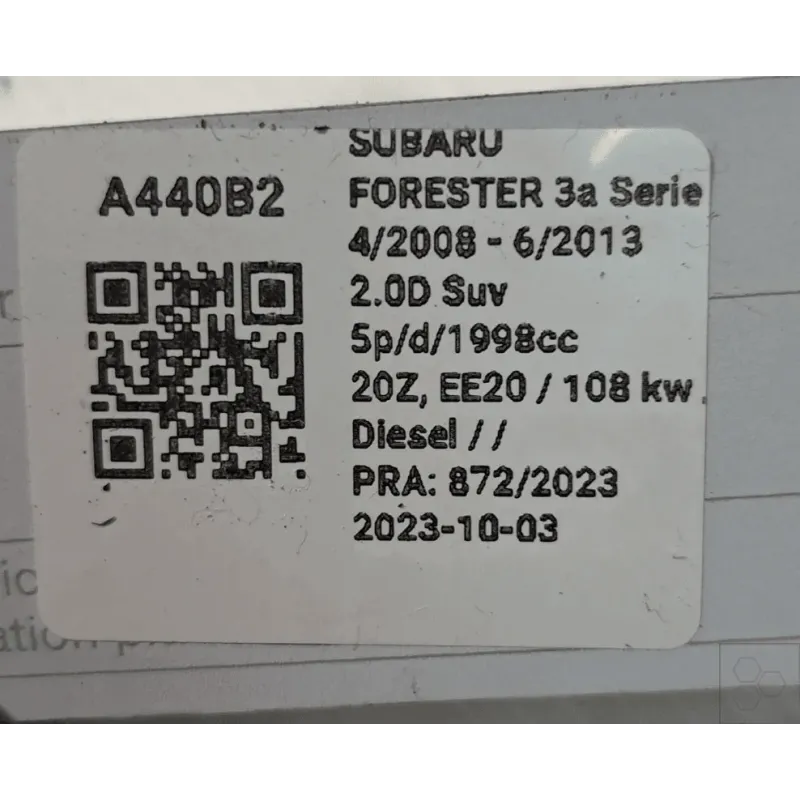 A440B2
SUBARU
FORESTER 3a Serie
4/2008 - 6/2013
2.0D Suv
5p/d/1998cc
20Z, EE20 / 108 kw
Diesel / /
PRA: 872/2023
2023-10-03